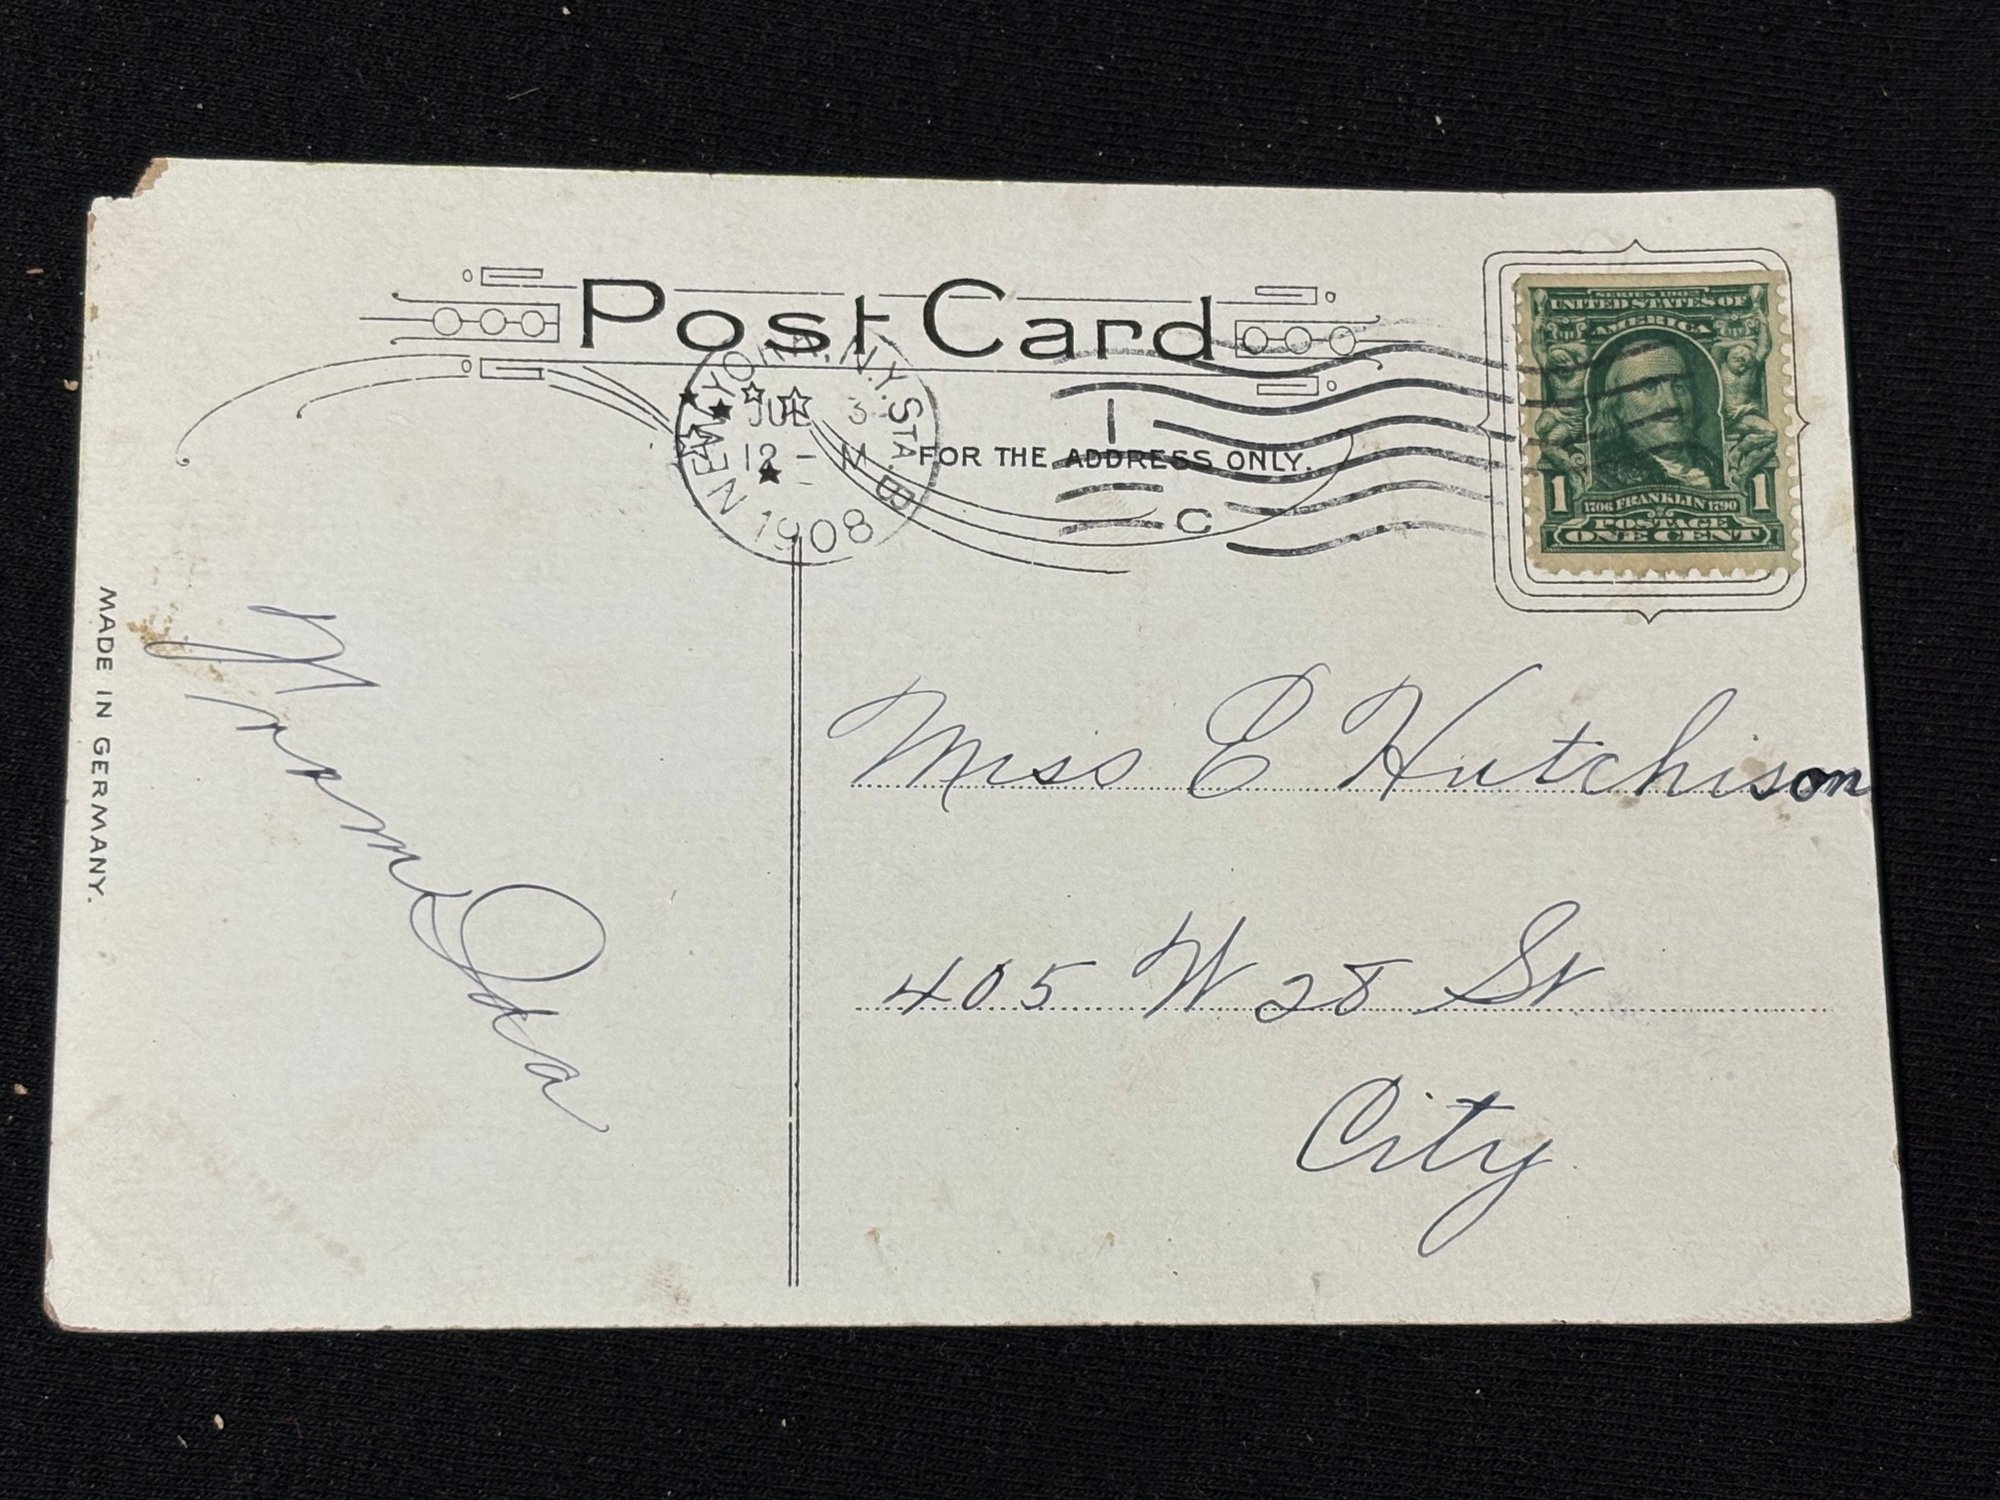 Post Card
NEW YORK, N.Y. STA. B
JUL 3
12 - M
1908
1
C
FOR THE ADDRESS ONLY.
SERIES 1902
UNITED STATES OF
AMERICA
1706 FRANKLIN 1790
1 POSTAGE 1
ONE CENT
MADE IN GERMANY.
From
Miss E Hutchison
405 W 28 St
City